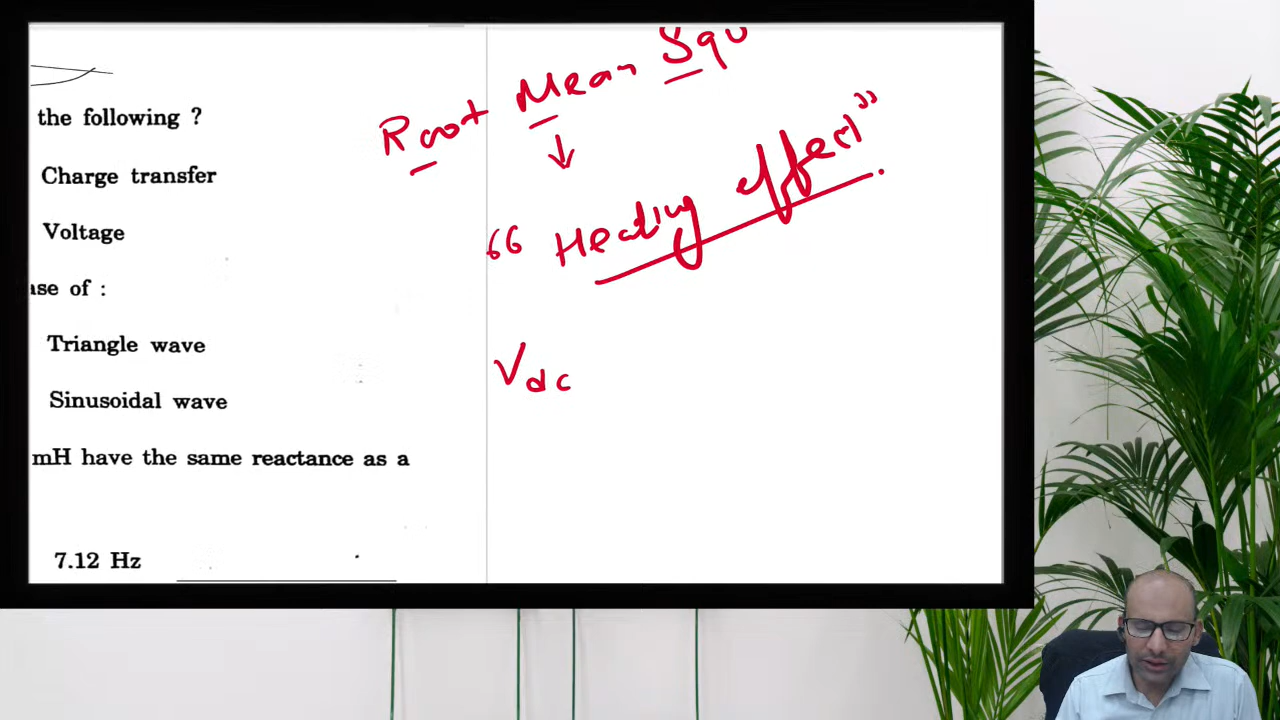 the following ?
Charge transfer
Voltage
ase of :
Triangle wave
Sinusoidal wave
mH have the same reactance as a
7.12 Hz
Root Mean Squ
↓
"Heating effect"
Vdc